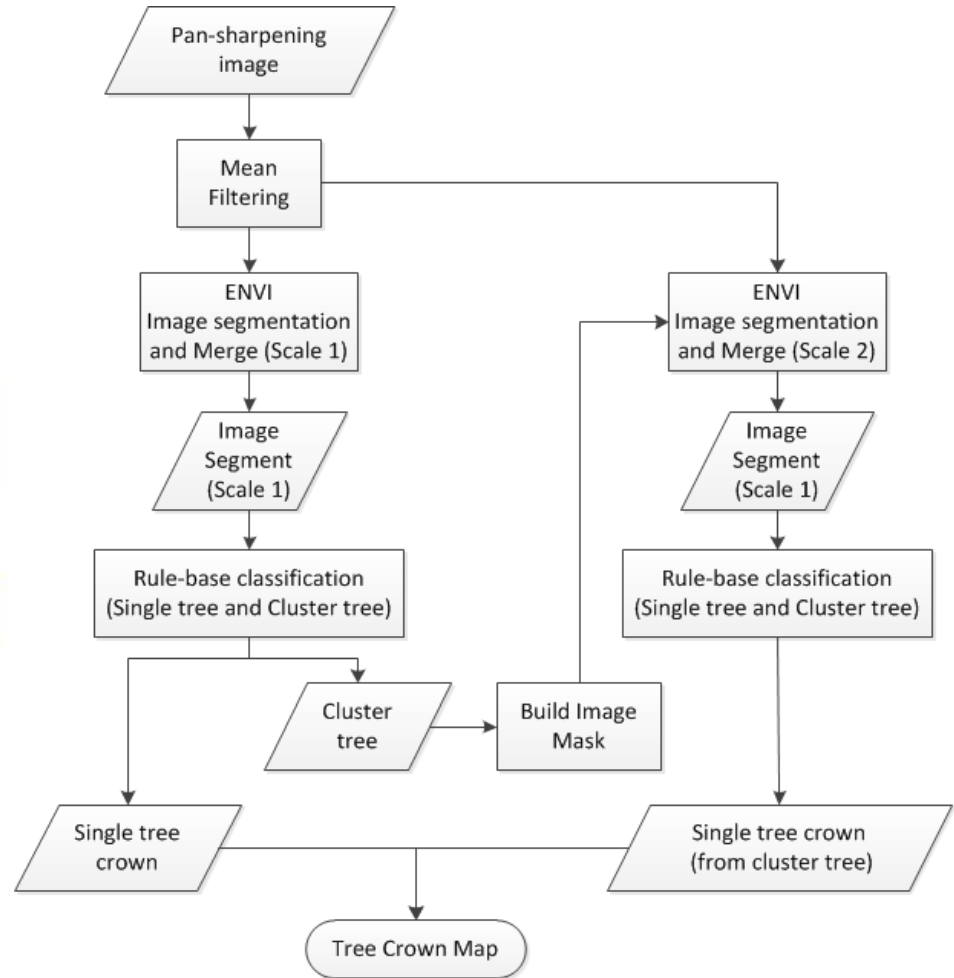 Pan-sharpening
image
Mean
Filtering
ENVI
Image segmentation
and Merge (Scale 1)
ENVI
Image segmentation
and Merge (Scale 2)
Image
Segment
(Scale 1)
Image
Segment
(Scale 1)
Rule-base classification
(Single tree and Cluster tree)
Rule-base classification
(Single tree and Cluster tree)
Cluster
tree
Build Image
Mask
Single tree
crown
Single tree crown
(from cluster tree)
Tree Crown Map